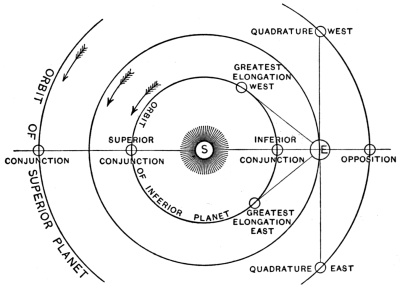 QUADRATURE WEST
GREATEST
ELONGATION
WEST
ORBIT
OF SUPERIOR PLANET
ORBIT
OF INFERIOR PLANET
CONJUNCTION
SUPERIOR
CONJUNCTION
S
INFERIOR
CONJUNCTION
E
OPPOSITION
GREATEST
ELONGATION
EAST
QUADRATURE EAST